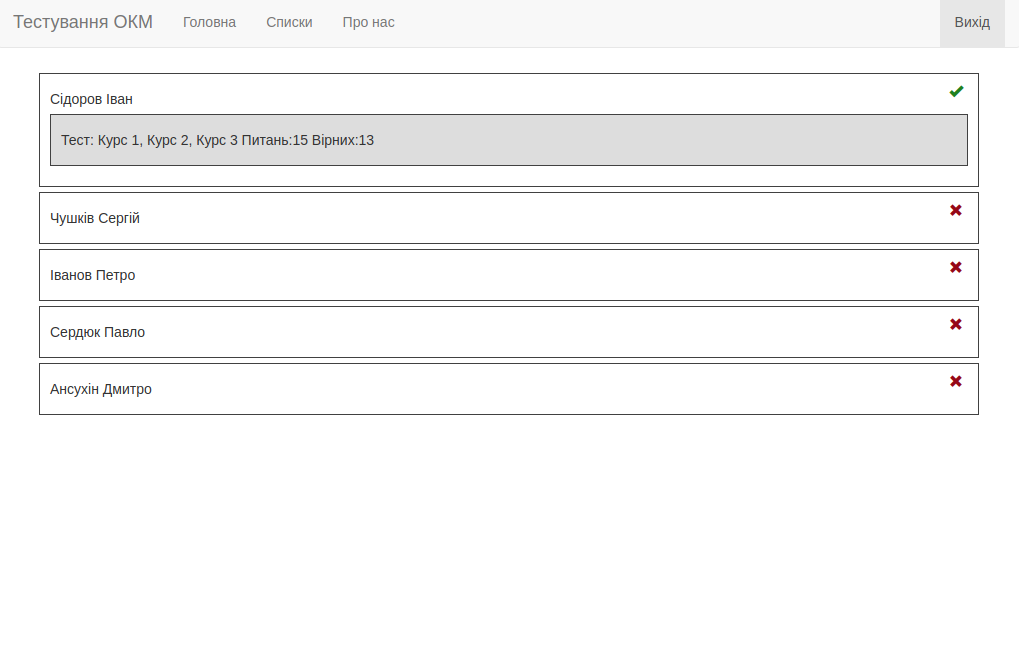 Тестування ОКМ Головна Списки Про нас Вихід
Сідоров Іван
Тест: Курс 1, Курс 2, Курс 3 Питань:15 Вірних:13
Чушків Сергій
Іванов Петро
Сердюк Павло
Ансухін Дмитро